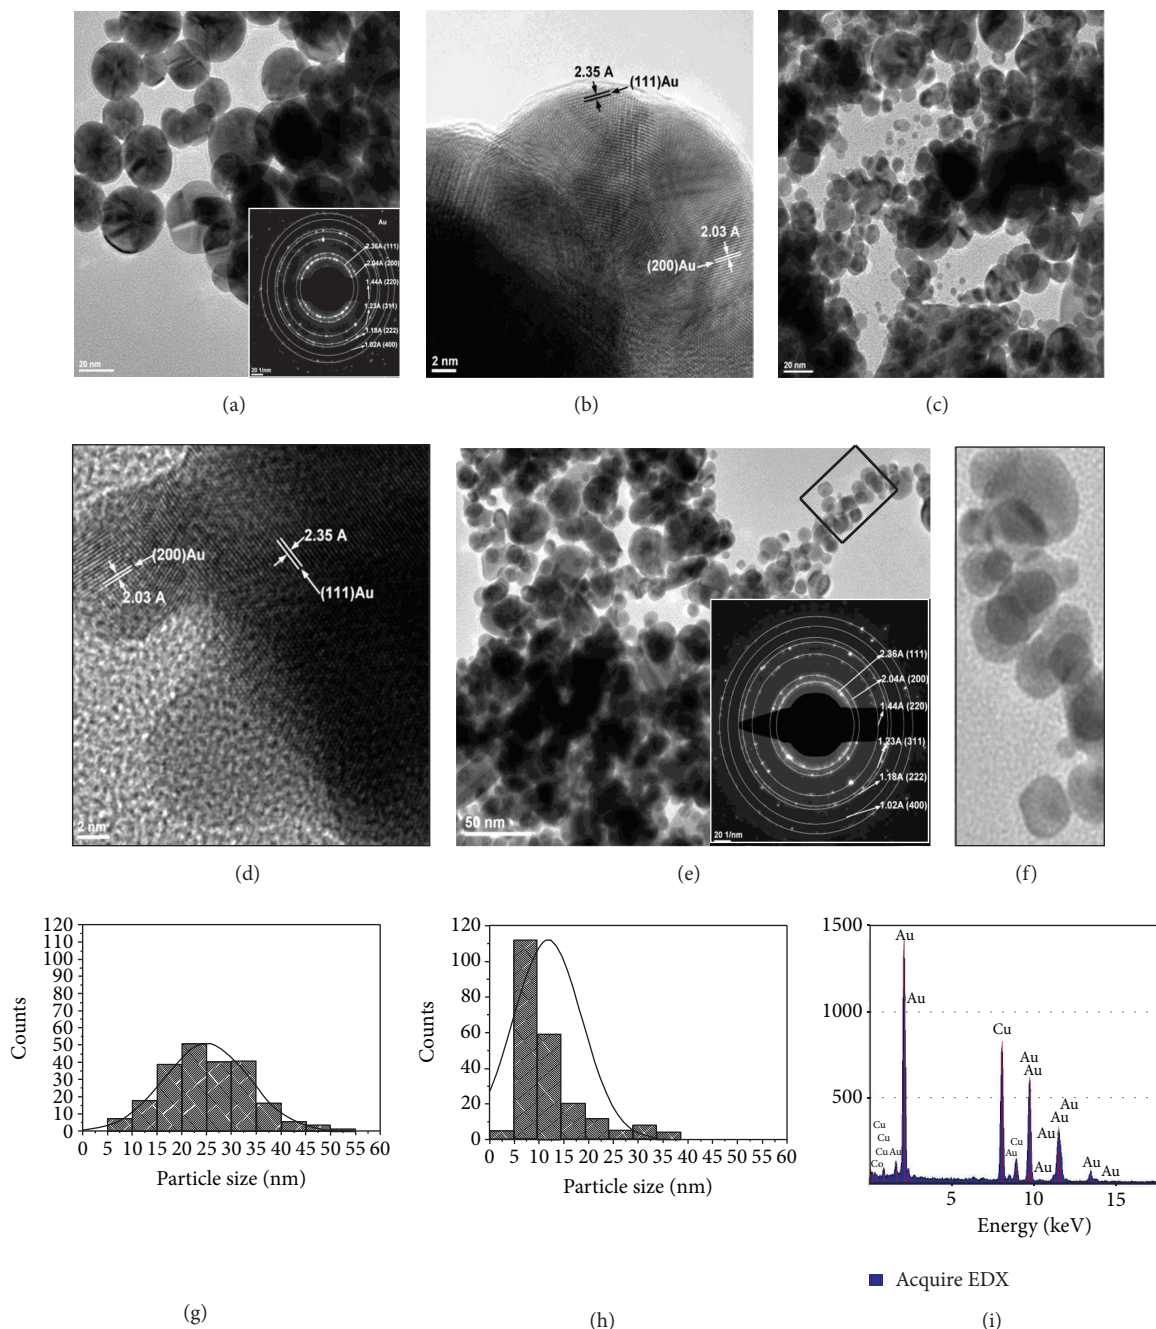 2.35 A
(111)Au
2.03 A
(200)Au
2 nm
Au
2.36A (111)
2.04A (200)
1.44A (220)
1.23A (311)
1.18A (222)
1.02A (400)
20 1/nm
20 nm
20 nm
(a)
(b)
(c)
(200)Au
2.03 A
2.35 A
(111)Au
2 nm
2.36A (111)
2.04A (200)
1.44A (220)
1.23A (311)
1.18A (222)
1.02A (400)
20 1/nm
50 nm
(d)
(e)
(f)
120
110
100
90
80
70
60
50
40
30
20
10
0
Counts
0 5 10 15 20 25 30 35 40 45 50 55 60
Particle size (nm)
(g)
120
100
80
60
40
20
0
Counts
0 5 10 15 20 25 30 35 40 45 50 55 60
Particle size (nm)
(h)
1500
1000
500
Au
Au
Cu
Au
Au
Au
Au
Au
Au
Au
Au
Cu
Cu
Cu Au
Co
Cu
Au
5 10 15
Energy (keV)
Acquire EDX
(i)